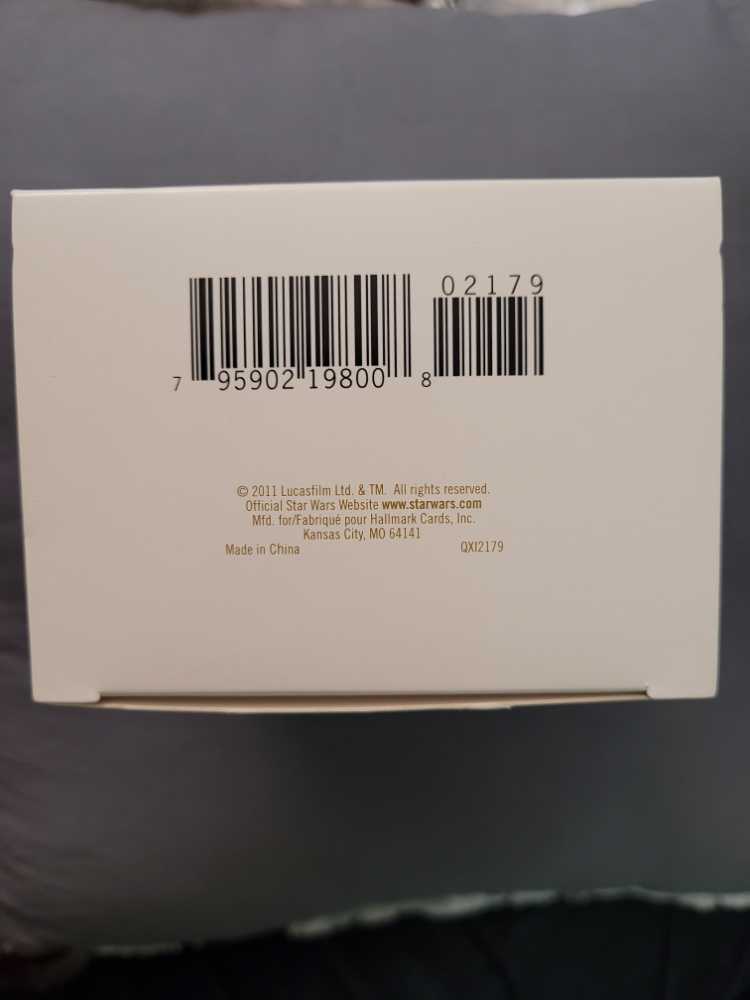 02179
7 95902 19800 8
© 2011 Lucasfilm Ltd. & TM. All rights reserved.
Official Star Wars Website www.starwars.com
Mfd. for/Fabriqué pour Hallmark Cards, Inc.
Kansas City, MO 64141
Made in China QXI2179